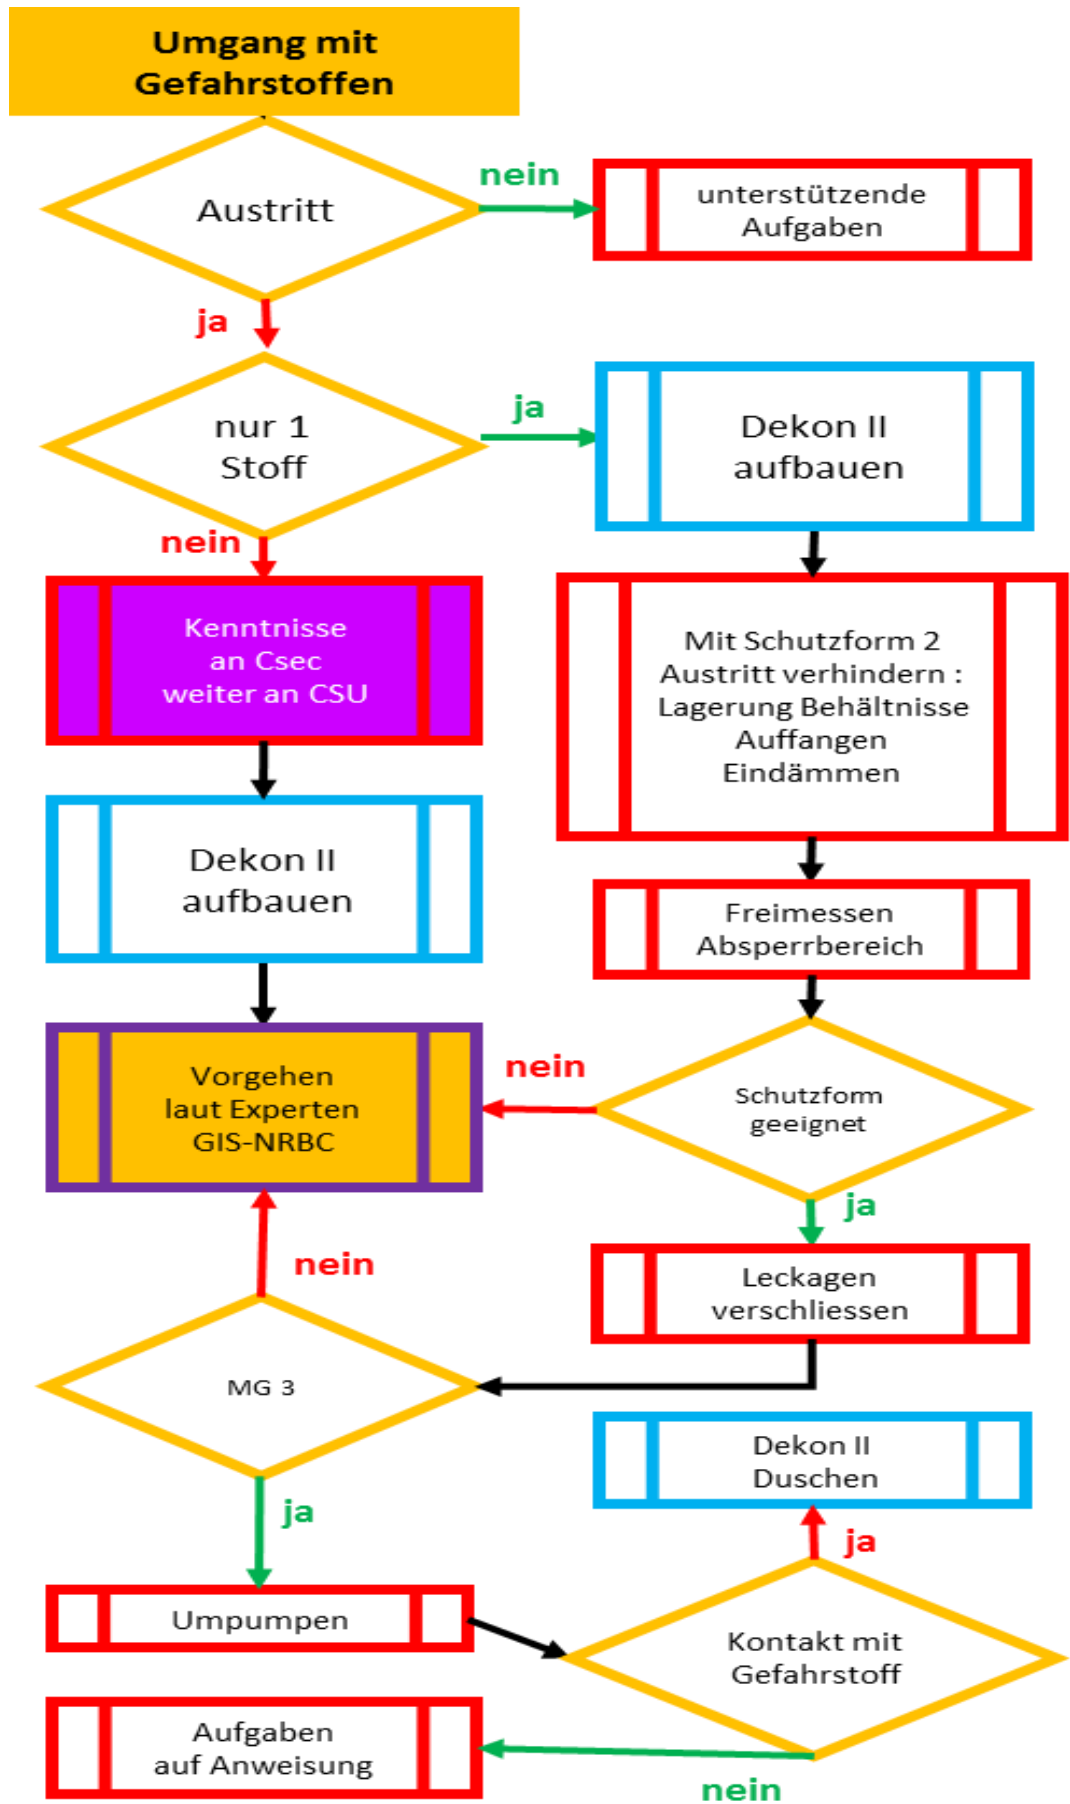 Umgang mit
Gefahrstoffen
Austritt
nein
unterstützende
Aufgaben
ja
nur 1
Stoff
ja
Dekon II
aufbauen
nein
Kenntnisse
an Csec
weiter an CSU
Mit Schutzform 2
Austritt verhindern :
Lagerung Behältnisse
Auffangen
Eindämmen
Dekon II
aufbauen
Freimessen
Absperrbereich
Vorgehen
laut Experten
GIS-NRBC
nein
Schutzform
geeignet
ja
nein
Leckagen
verschliessen
MG 3
Dekon II
Duschen
ja
ja
Umpumpen
Kontakt mit
Gefahrstoff
Aufgaben
auf Anweisung
nein